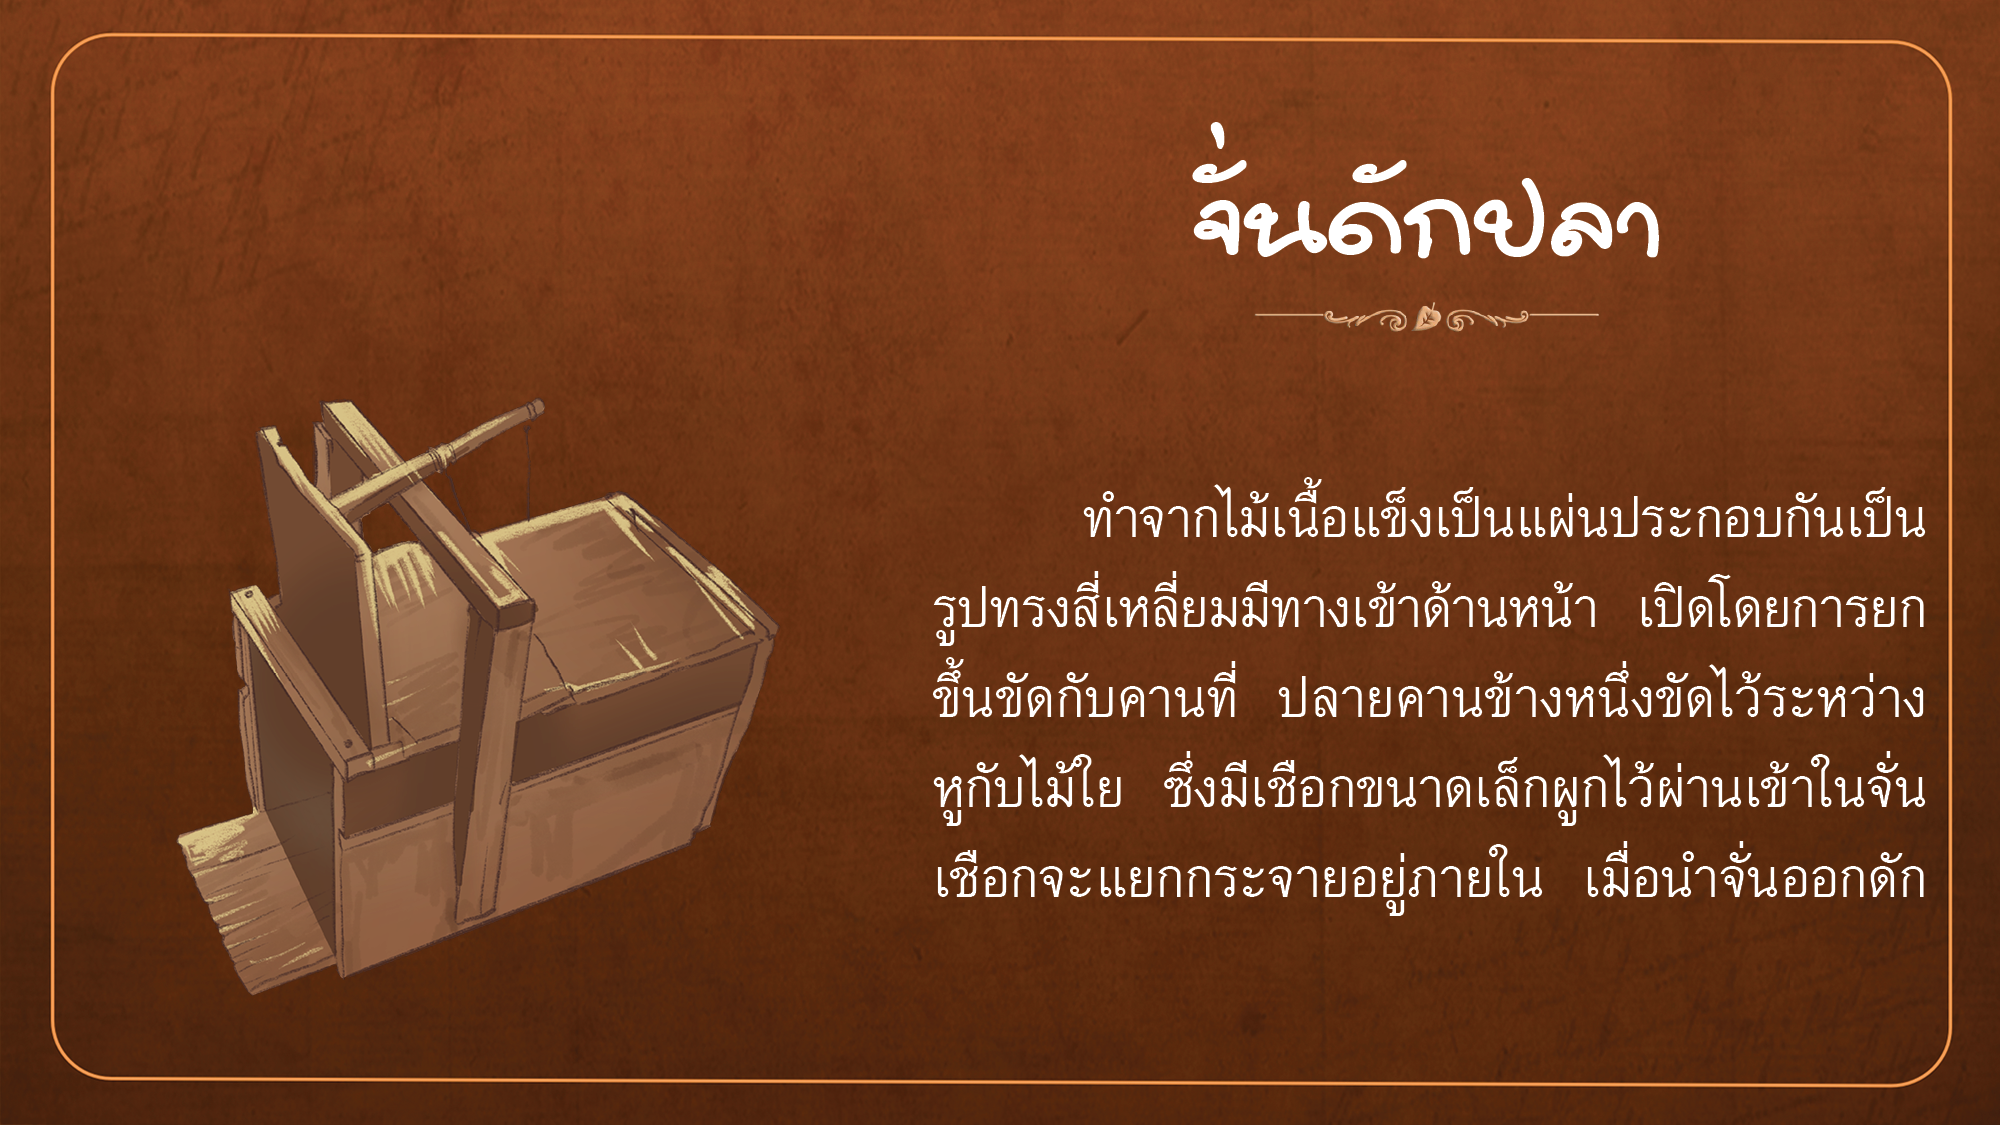 จั่นดักปลา
ทำจากไม้เนื้อแข็งเป็นแผ่นประกอบกันเป็น
รูปทรงสี่เหลี่ยมมีทางเข้าด้านหน้า เปิดโดยการยก
ขึ้นขัดกับคานที่ ปลายคานข้างหนึ่งขัดไว้ระหว่าง
หูกับไม้ใย ซึ่งมีเชือกขนาดเล็กผูกไว้ผ่านเข้าในจั่น
เชือกจะแยกกระจายอยู่ภายใน เมื่อนำจั่นออกดัก